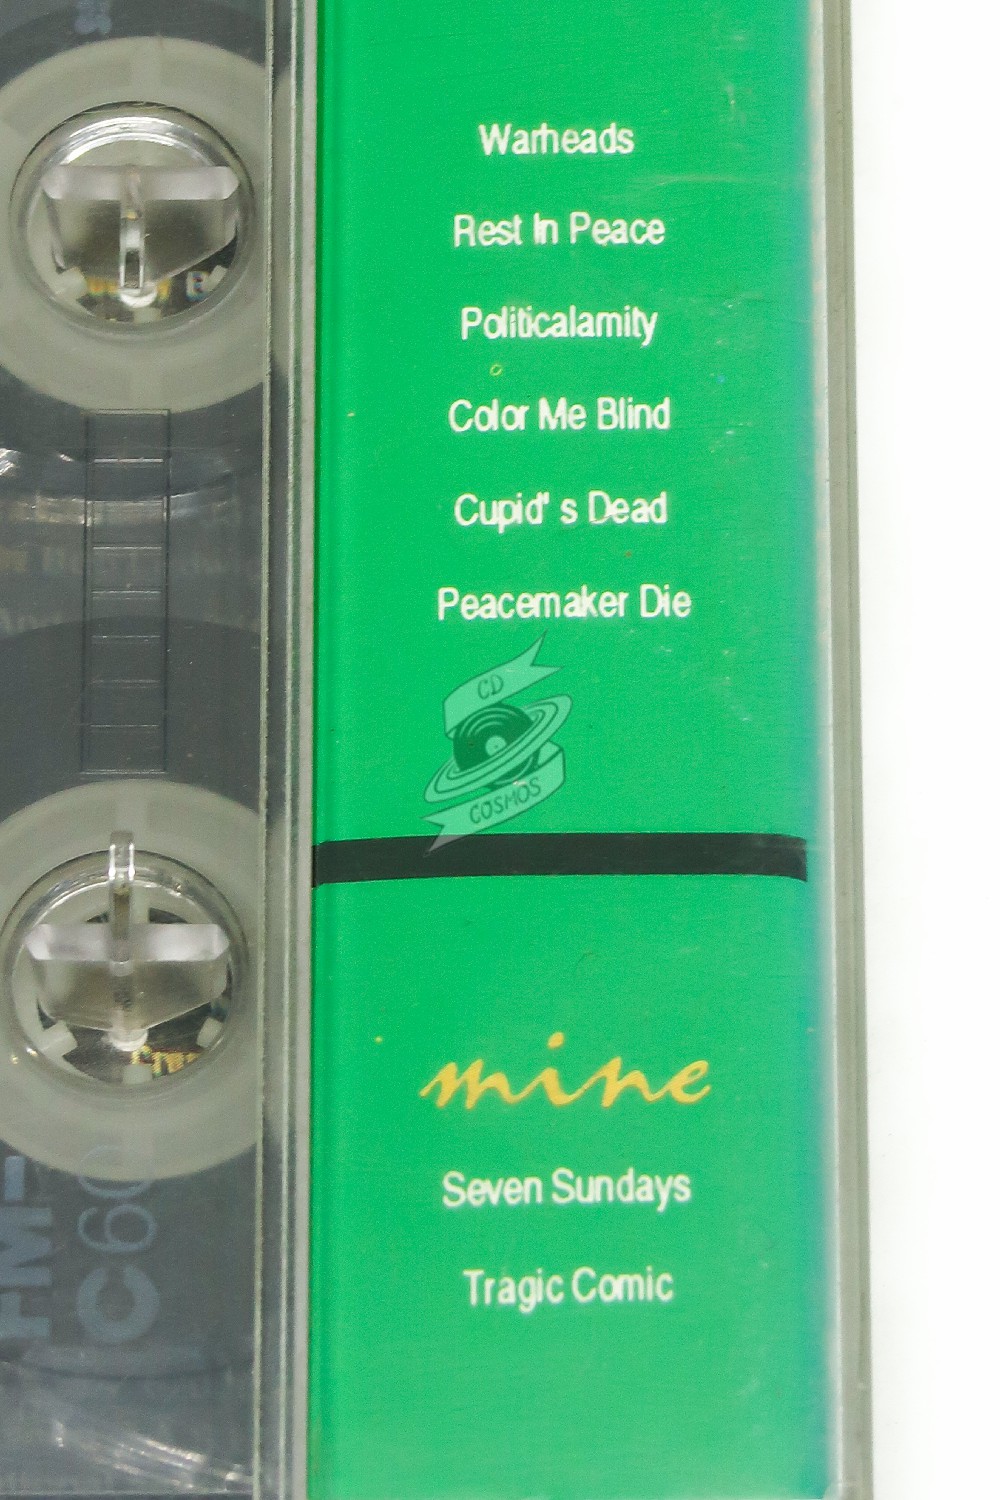 Warheads
Rest In Peace
Politicalamity
Color Me Blind
Cupid' s Dead
Peacemaker Die
CD
COSMOS
mine
Seven Sundays
Tragic Comic
C60